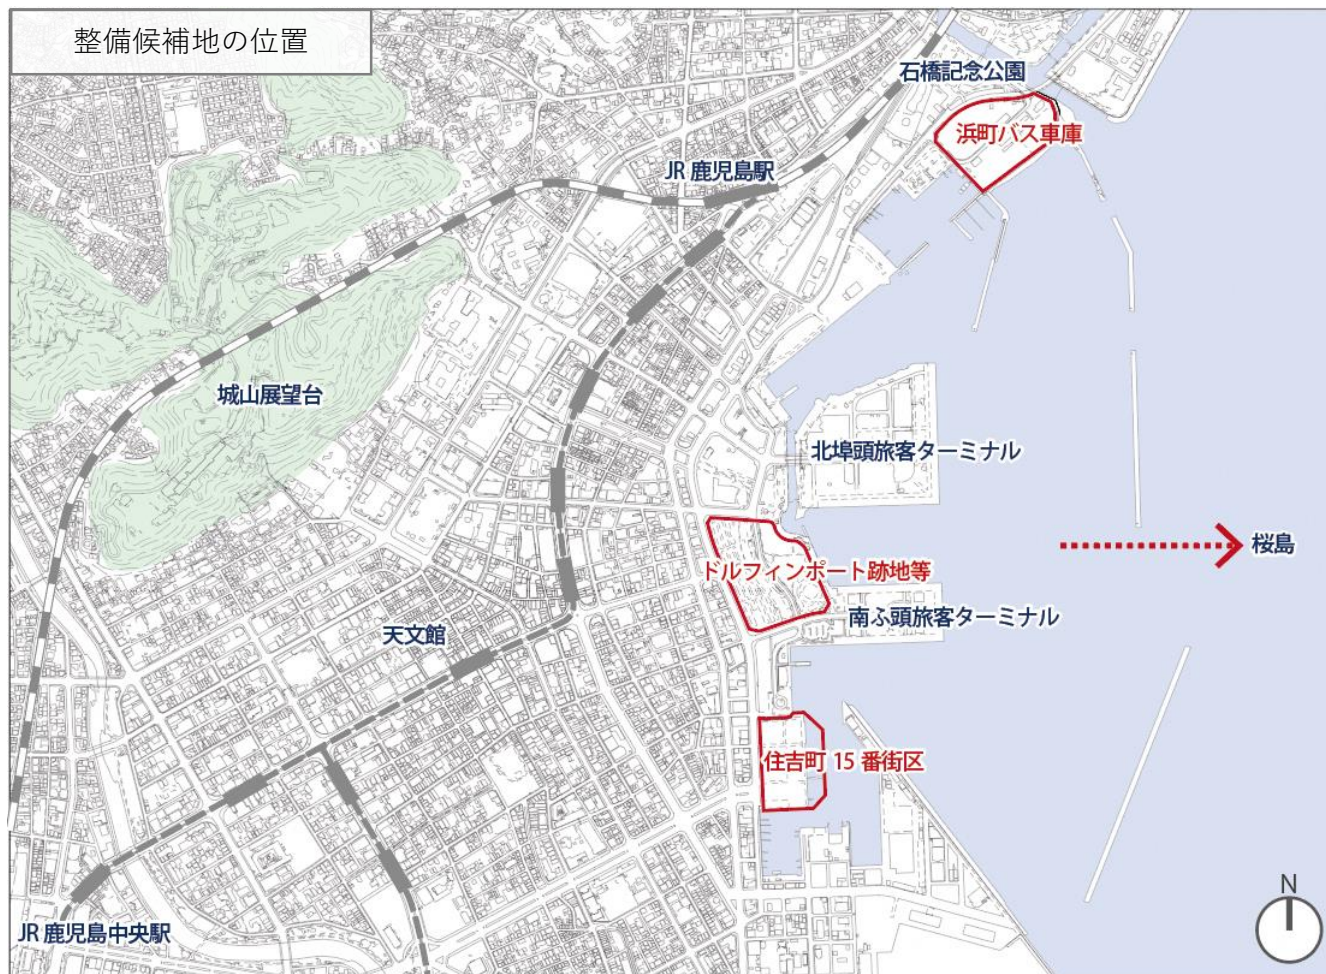 整備候補地の位置
石橋記念公園
浜町バス車庫
JR 鹿児島駅
城山展望台
北埠頭旅客ターミナル
桜島
ドルフィンポート跡地等
南ふ頭旅客ターミナル
天文館
住吉町 15 番街区
N
JR 鹿児島中央駅